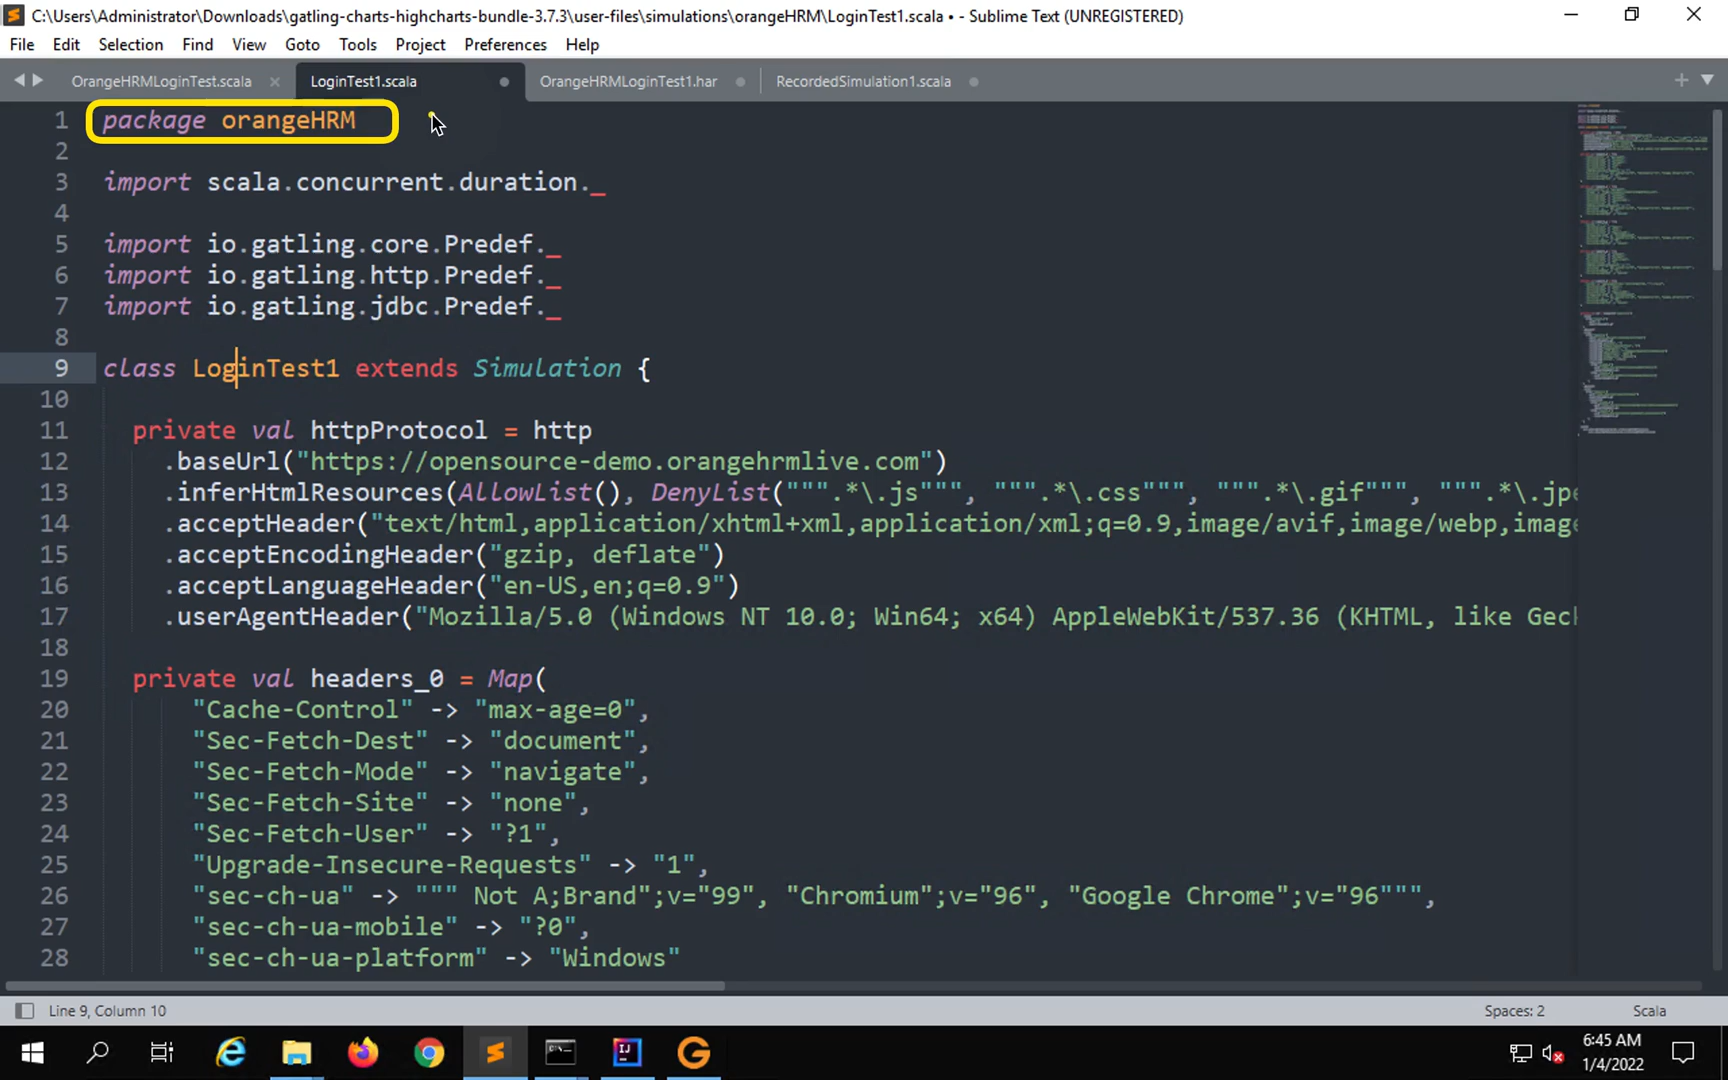 C:\Users\Administrator\Downloads\gatling-charts-highcharts-bundle-3.7.3\user-files\simulations\orangeHRM\LoginTest1.scala • - Sublime Text (UNREGISTERED)
File Edit Selection Find View Goto Tools Project Preferences Help
OrangeHRMLoginTest.scala LoginTest1.scala OrangeHRMLoginTest1.har RecordedSimulation1.scala
1 package orangeHRM
2
3 import scala.concurrent.duration._
4
5 import io.gatling.core.Predef._
6 import io.gatling.http.Predef._
7 import io.gatling.jdbc.Predef._
8
9 class LoginTest1 extends Simulation {
10
11 private val httpProtocol = http
12 .baseUrl("https://opensource-demo.orangehrmlive.com")
13 .inferHtmlResources(AllowList(), DenyList(""".*\.js""", """.*\.css""", """.*\.gif""", """.*\.jpe
14 .acceptHeader("text/html,application/xhtml+xml,application/xml;q=0.9,image/avif,image/webp,image
15 .acceptEncodingHeader("gzip, deflate")
16 .acceptLanguageHeader("en-US,en;q=0.9")
17 .userAgentHeader("Mozilla/5.0 (Windows NT 10.0; Win64; x64) AppleWebKit/537.36 (KHTML, like Geck
18
19 private val headers_0 = Map(
20 "Cache-Control" -> "max-age=0",
21 "Sec-Fetch-Dest" -> "document",
22 "Sec-Fetch-Mode" -> "navigate",
23 "Sec-Fetch-Site" -> "none",
24 "Sec-Fetch-User" -> "?1",
25 "Upgrade-Insecure-Requests" -> "1",
26 "sec-ch-ua" -> """ Not A;Brand";v="99", "Chromium";v="96", "Google Chrome";v="96""",
27 "sec-ch-ua-mobile" -> "?0",
28 "sec-ch-ua-platform" -> "Windows"
Line 9, Column 10 Spaces: 2 Scala
6:45 AM
1/4/2022